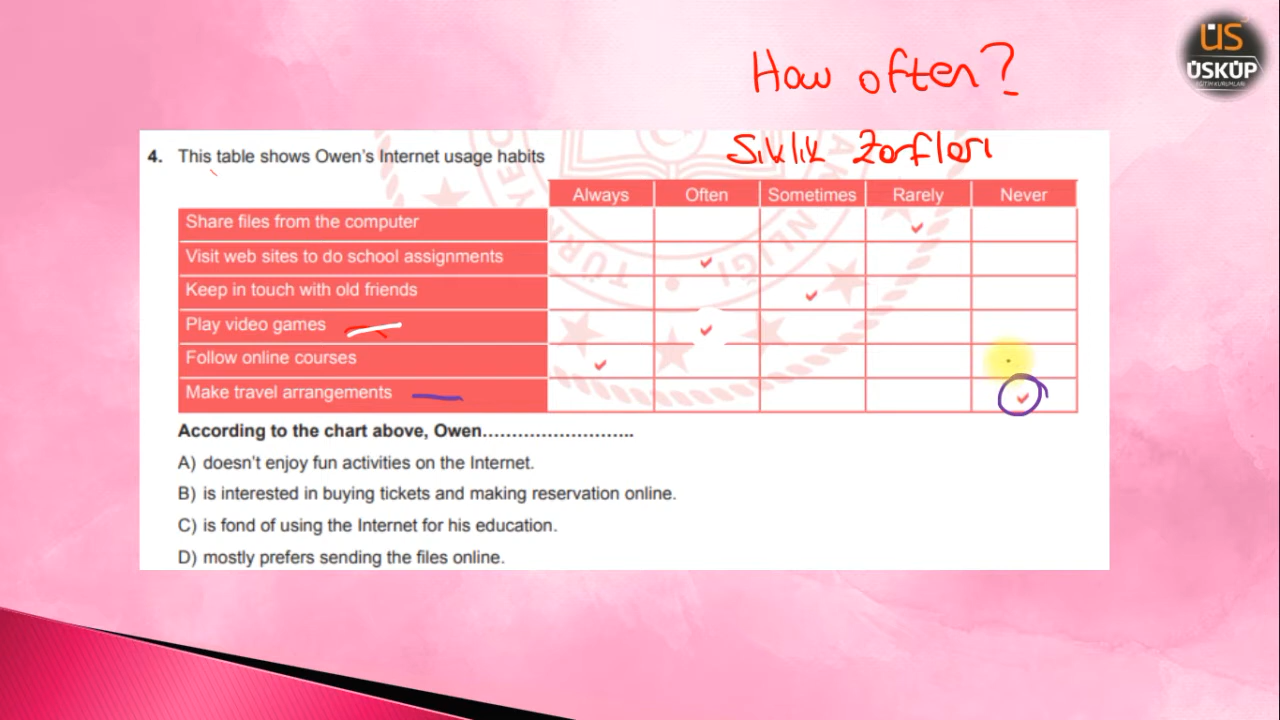 How often?
ÜS
ÜSKÜP
EĞİTİM KURUMLARI
Sıklık Zarfları
4. This table shows Owen's Internet usage habits
Always Often Sometimes Rarely Never
Share files from the computer
Visit web sites to do school assignments
Keep in touch with old friends
Play video games
Follow online courses
Make travel arrangements
According to the chart above, Owen……………………..
A) doesn't enjoy fun activities on the Internet.
B) is interested in buying tickets and making reservation online.
C) is fond of using the Internet for his education.
D) mostly prefers sending the files online.